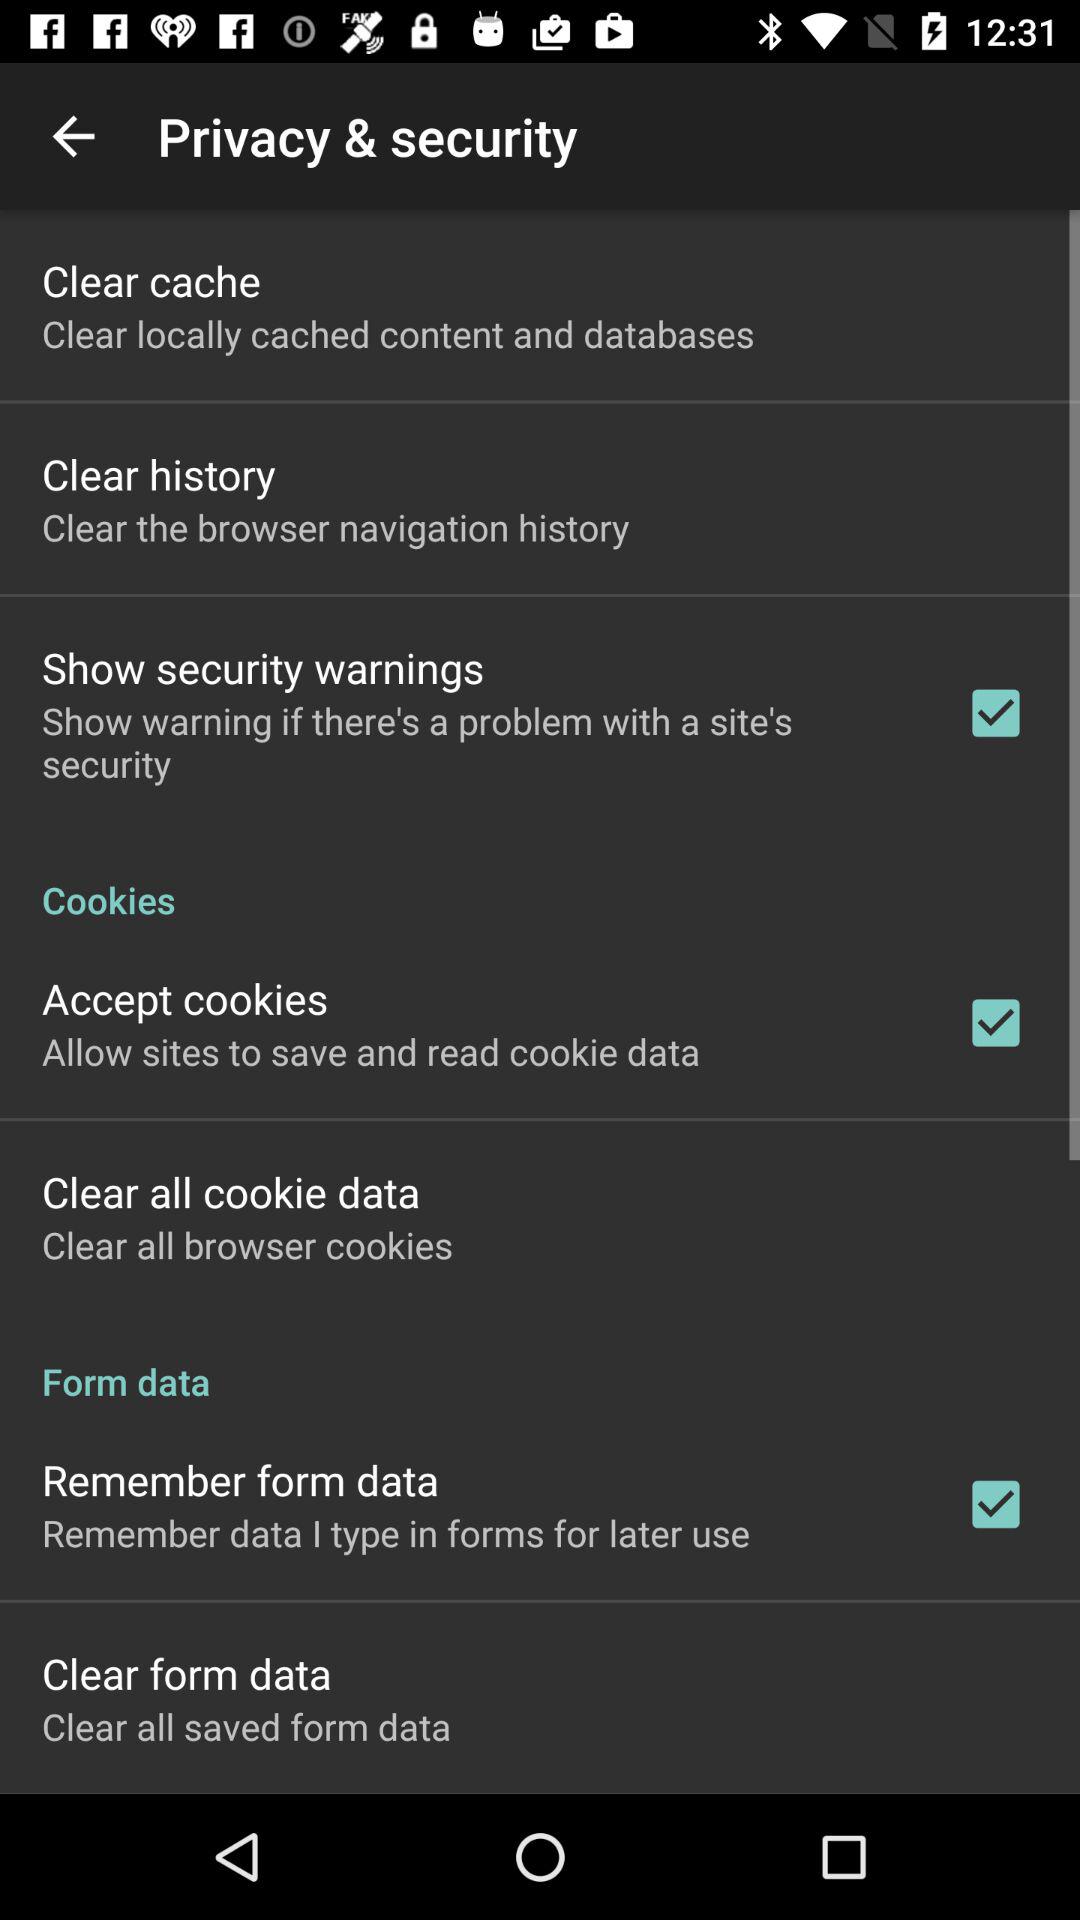 FAKE
12:31
Privacy & security
Clear cache
Clear locally cached content and databases
Clear history
Clear the browser navigation history
Show security warnings
Show warning if there's a problem with a site's
security
Cookies
Accept cookies
Allow sites to save and read cookie data
Clear all cookie data
Clear all browser cookies
Form data
Remember form data
Remember data I type in forms for later use
Clear form data
Clear all saved form data